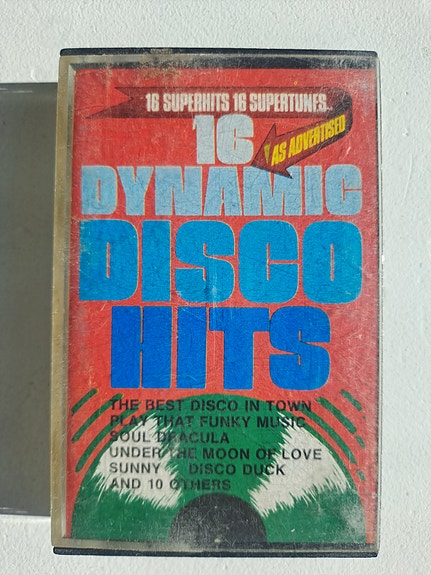 16 SUPERHITS 16 SUPERTUNES.
AS ADVERTISED
16
DYNAMIC
DISCO
HITS
THE BEST DISCO IN TOWN
PLAY THAT FUNKY MUSIC
SOUL DRACULA
UNDER THE MOON OF LOVE
SUNNY DISCO DUCK
AND 10 OTHERS